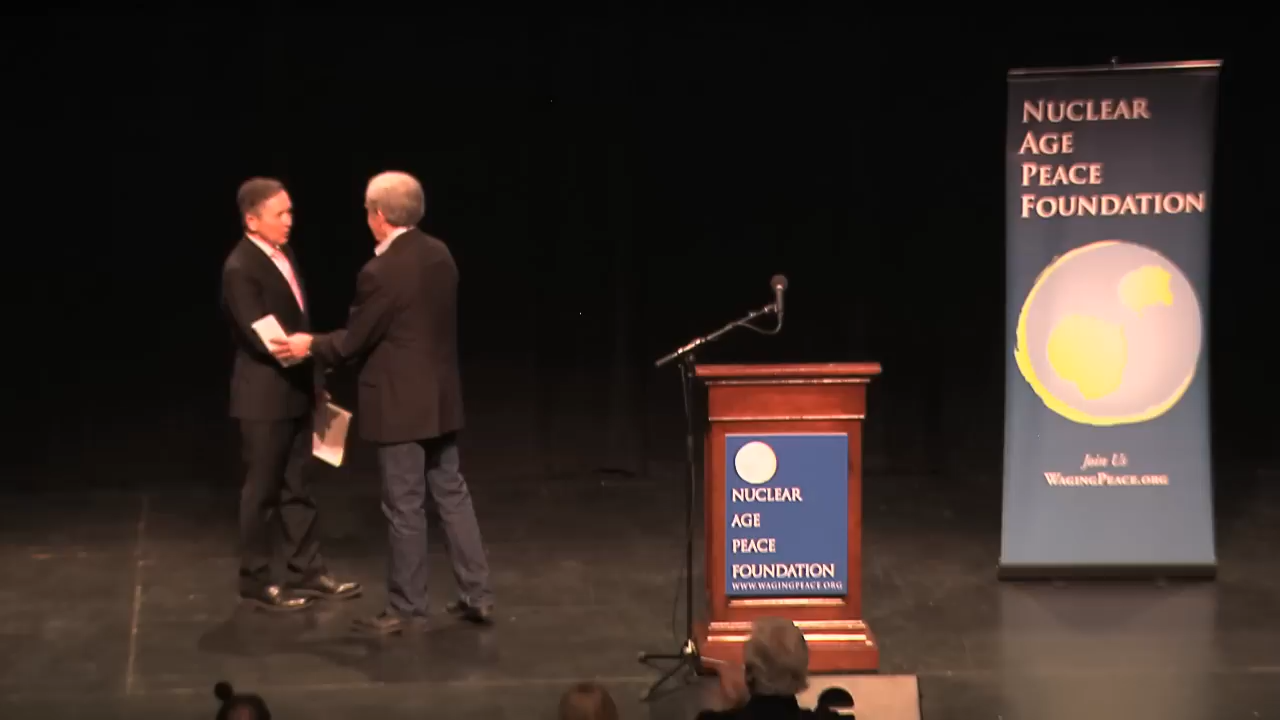 NUCLEAR
AGE
PEACE
FOUNDATION
Join Us
WAGINGPEACE.ORG
NUCLEAR
AGE
PEACE
FOUNDATION
WWW.WAGINGPEACE.ORG